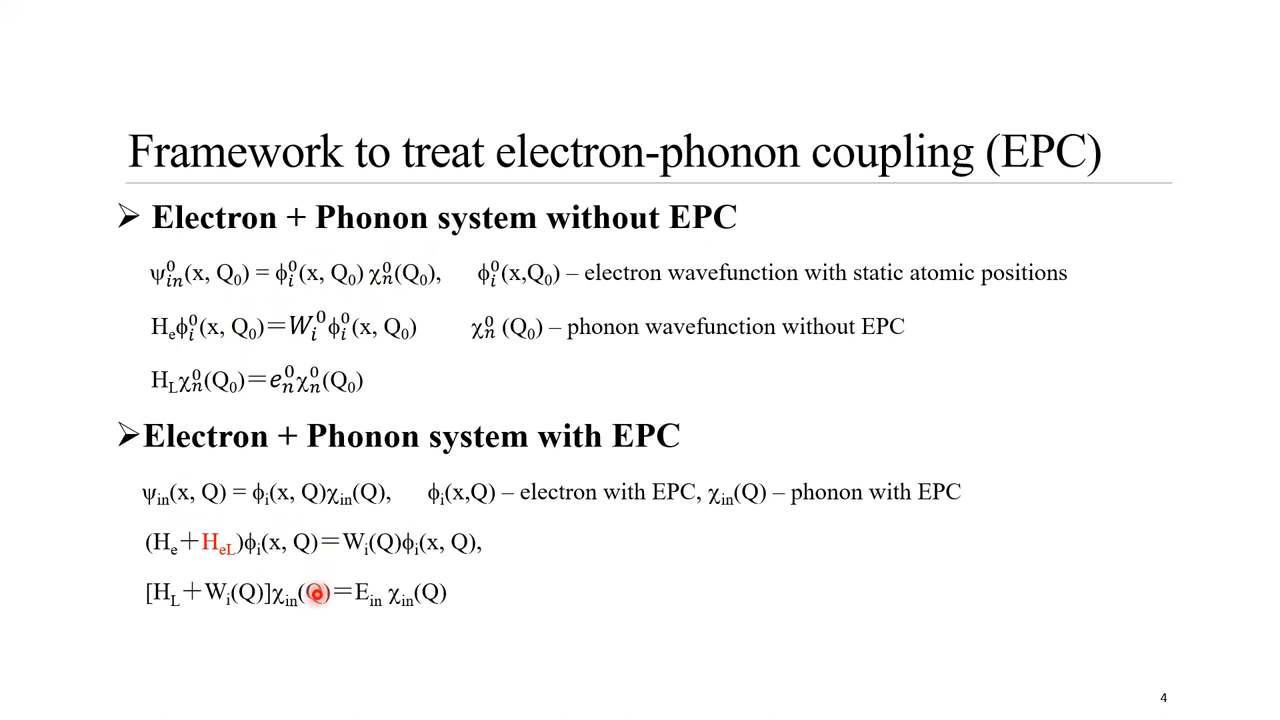 Framework to treat electron-phonon coupling (EPC)
➢ Electron + Phonon system without EPC
ψ⁰ᵢₙ(x, Q₀) = ϕ⁰ᵢ(x, Q₀) χ⁰ₙ(Q₀), ϕ⁰ᵢ(x,Q₀) – electron wavefunction with static atomic positions
Hₑϕ⁰ᵢ(x, Q₀)=Wᵢ⁰ϕ⁰ᵢ(x, Q₀) χ⁰ₙ (Q₀) – phonon wavefunction without EPC
H_Lχ⁰ₙ(Q₀)=e⁰ₙχ⁰ₙ(Q₀)
➢Electron + Phonon system with EPC
ψᵢₙ(x, Q) = ϕᵢ(x, Q)χᵢₙ(Q), ϕᵢ(x,Q) – electron with EPC, χᵢₙ(Q) – phonon with EPC
(Hₑ+H_eL)ϕᵢ(x, Q)=Wᵢ(Q)ϕᵢ(x, Q),
[H_L+Wᵢ(Q)]χᵢₙ(Q)=Eᵢₙ χᵢₙ(Q)
4